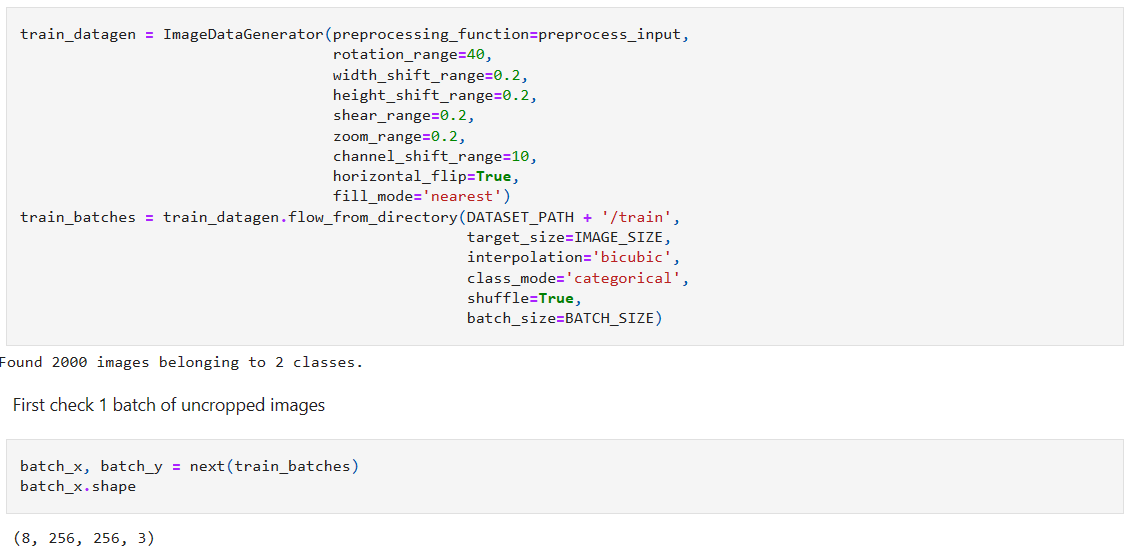 train_datagen = ImageDataGenerator(preprocessing_function=preprocess_input,
rotation_range=40,
width_shift_range=0.2,
height_shift_range=0.2,
shear_range=0.2,
zoom_range=0.2,
channel_shift_range=10,
horizontal_flip=True,
fill_mode='nearest')
train_batches = train_datagen.flow_from_directory(DATASET_PATH + '/train',
target_size=IMAGE_SIZE,
interpolation='bicubic',
class_mode='categorical',
shuffle=True,
batch_size=BATCH_SIZE)
Found 2000 images belonging to 2 classes.
First check 1 batch of uncropped images
batch_x, batch_y = next(train_batches)
batch_x.shape
(8, 256, 256, 3)